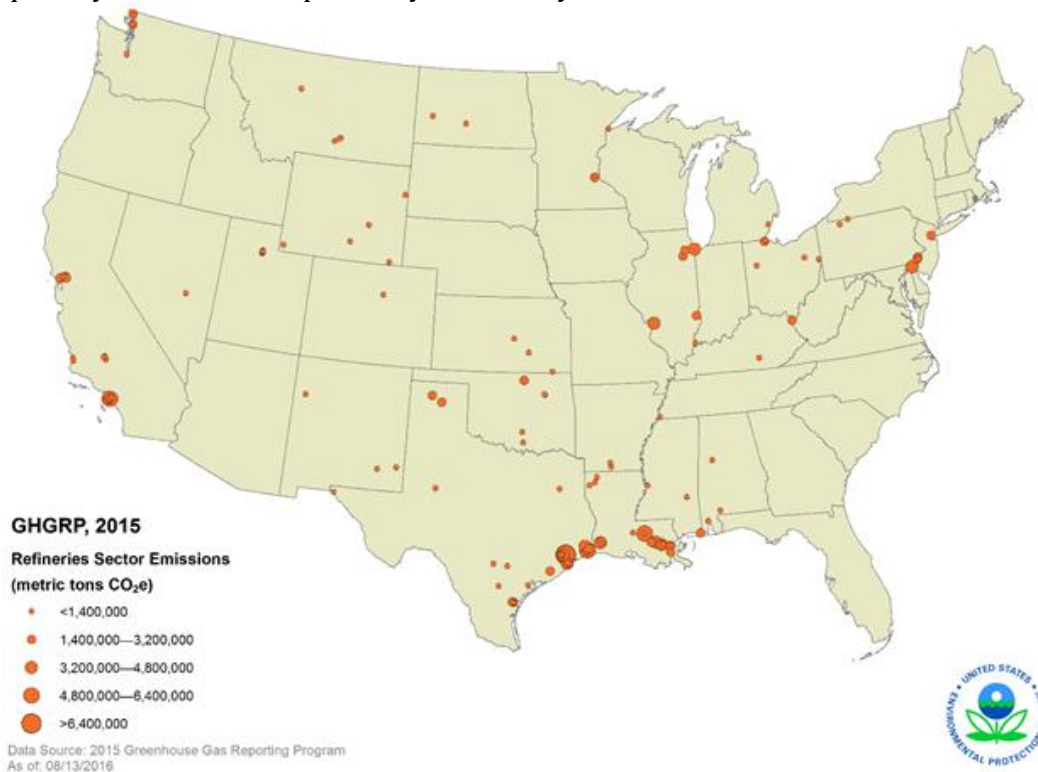 GHGRP, 2015
Refineries Sector Emissions
(metric tons CO₂e)
<1,400,000
1,400,000—3,200,000
3,200,000—4,800,000
4,800,000—6,400,000
>6,400,000
Data Source: 2015 Greenhouse Gas Reporting Program
As of: 08/13/2016
UNITED STATES